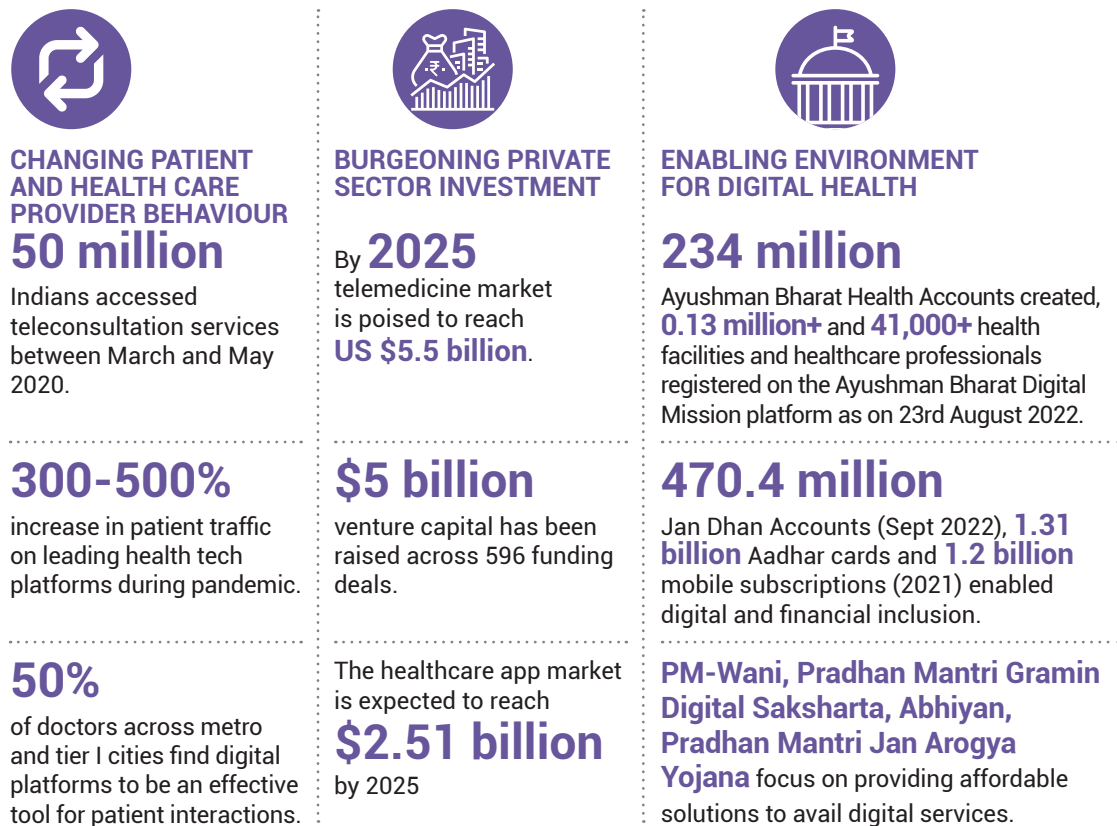 CHANGING PATIENT
AND HEALTH CARE
PROVIDER BEHAVIOUR
50 million
Indians accessed
teleconsultation services
between March and May
2020.
300-500%
increase in patient traffic
on leading health tech
platforms during pandemic.
50%
of doctors across metro
and tier I cities find digital
platforms to be an effective
tool for patient interactions.
BURGEONING PRIVATE
SECTOR INVESTMENT
By 2025
telemedicine market
is poised to reach
US $5.5 billion.
$5 billion
venture capital has been
raised across 596 funding
deals.
The healthcare app market
is expected to reach
$2.51 billion
by 2025
ENABLING ENVIRONMENT
FOR DIGITAL HEALTH
234 million
Ayushman Bharat Health Accounts created,
0.13 million+ and 41,000+ health
facilities and healthcare professionals
registered on the Ayushman Bharat Digital
Mission platform as on 23rd August 2022.
470.4 million
Jan Dhan Accounts (Sept 2022), 1.31
billion Aadhar cards and 1.2 billion
mobile subscriptions (2021) enabled
digital and financial inclusion.
PM-Wani, Pradhan Mantri Gramin
Digital Saksharta, Abhiyan,
Pradhan Mantri Jan Arogya
Yojana focus on providing affordable
solutions to avail digital services.